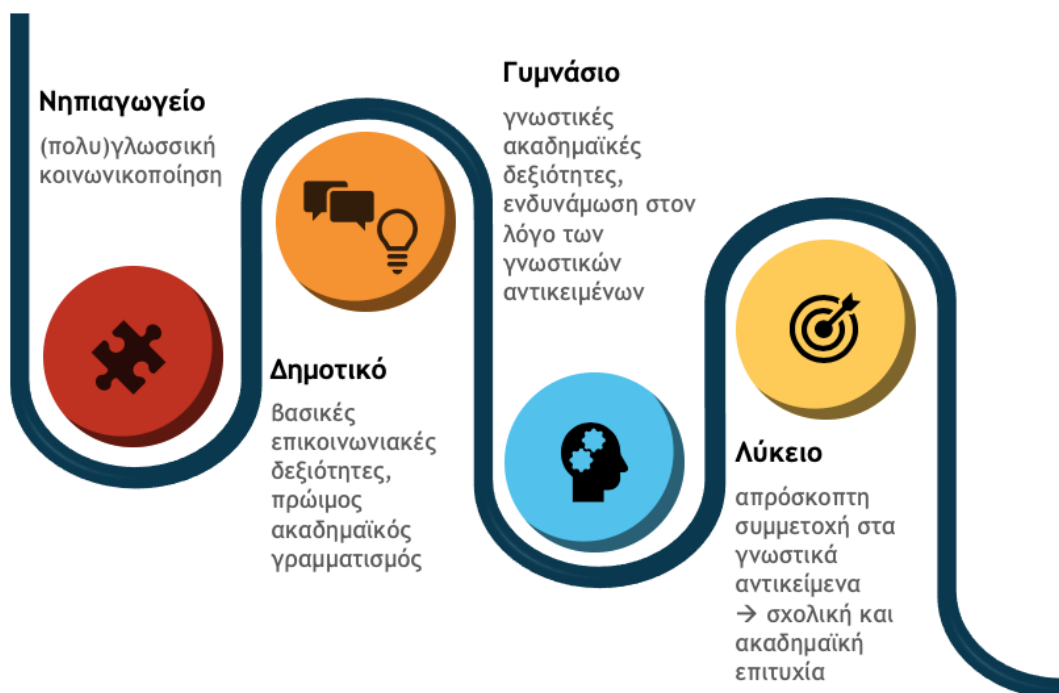 Νηπιαγωγείο
(πολυ)γλωσσική
κοινωνικοποίηση
Δημοτικό
βασικές
επικοινωνιακές
δεξιότητες,
πρώιμος
ακαδημαϊκός
γραμματισμός
Γυμνάσιο
γνωστικές
ακαδημαϊκές
δεξιότητες,
ενδυνάμωση στον
λόγο των
γνωστικών
αντικειμένων
Λύκειο
απρόσκοπτη
συμμετοχή στα
γνωστικά
αντικείμενα
→ σχολική και
ακαδημαϊκή
επιτυχία